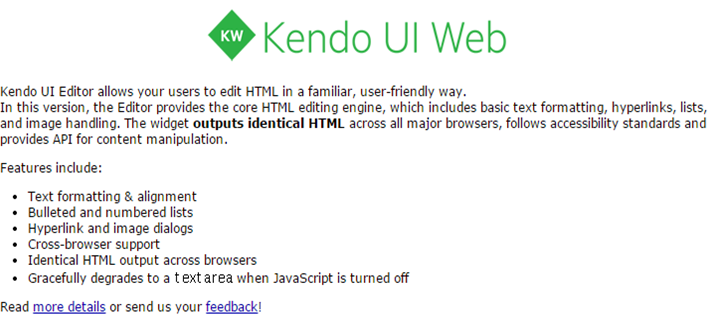 KW Kendo UI Web
Kendo UI Editor allows your users to edit HTML in a familiar, user-friendly way.
In this version, the Editor provides the core HTML editing engine, which includes basic text formatting, hyperlinks, lists,
and image handling. The widget outputs identical HTML across all major browsers, follows accessibility standards and
provides API for content manipulation.
Features include:
• Text formatting & alignment
• Bulleted and numbered lists
• Hyperlink and image dialogs
• Cross-browser support
• Identical HTML output across browsers
• Gracefully degrades to a textarea when JavaScript is turned off
Read more details or send us your feedback!